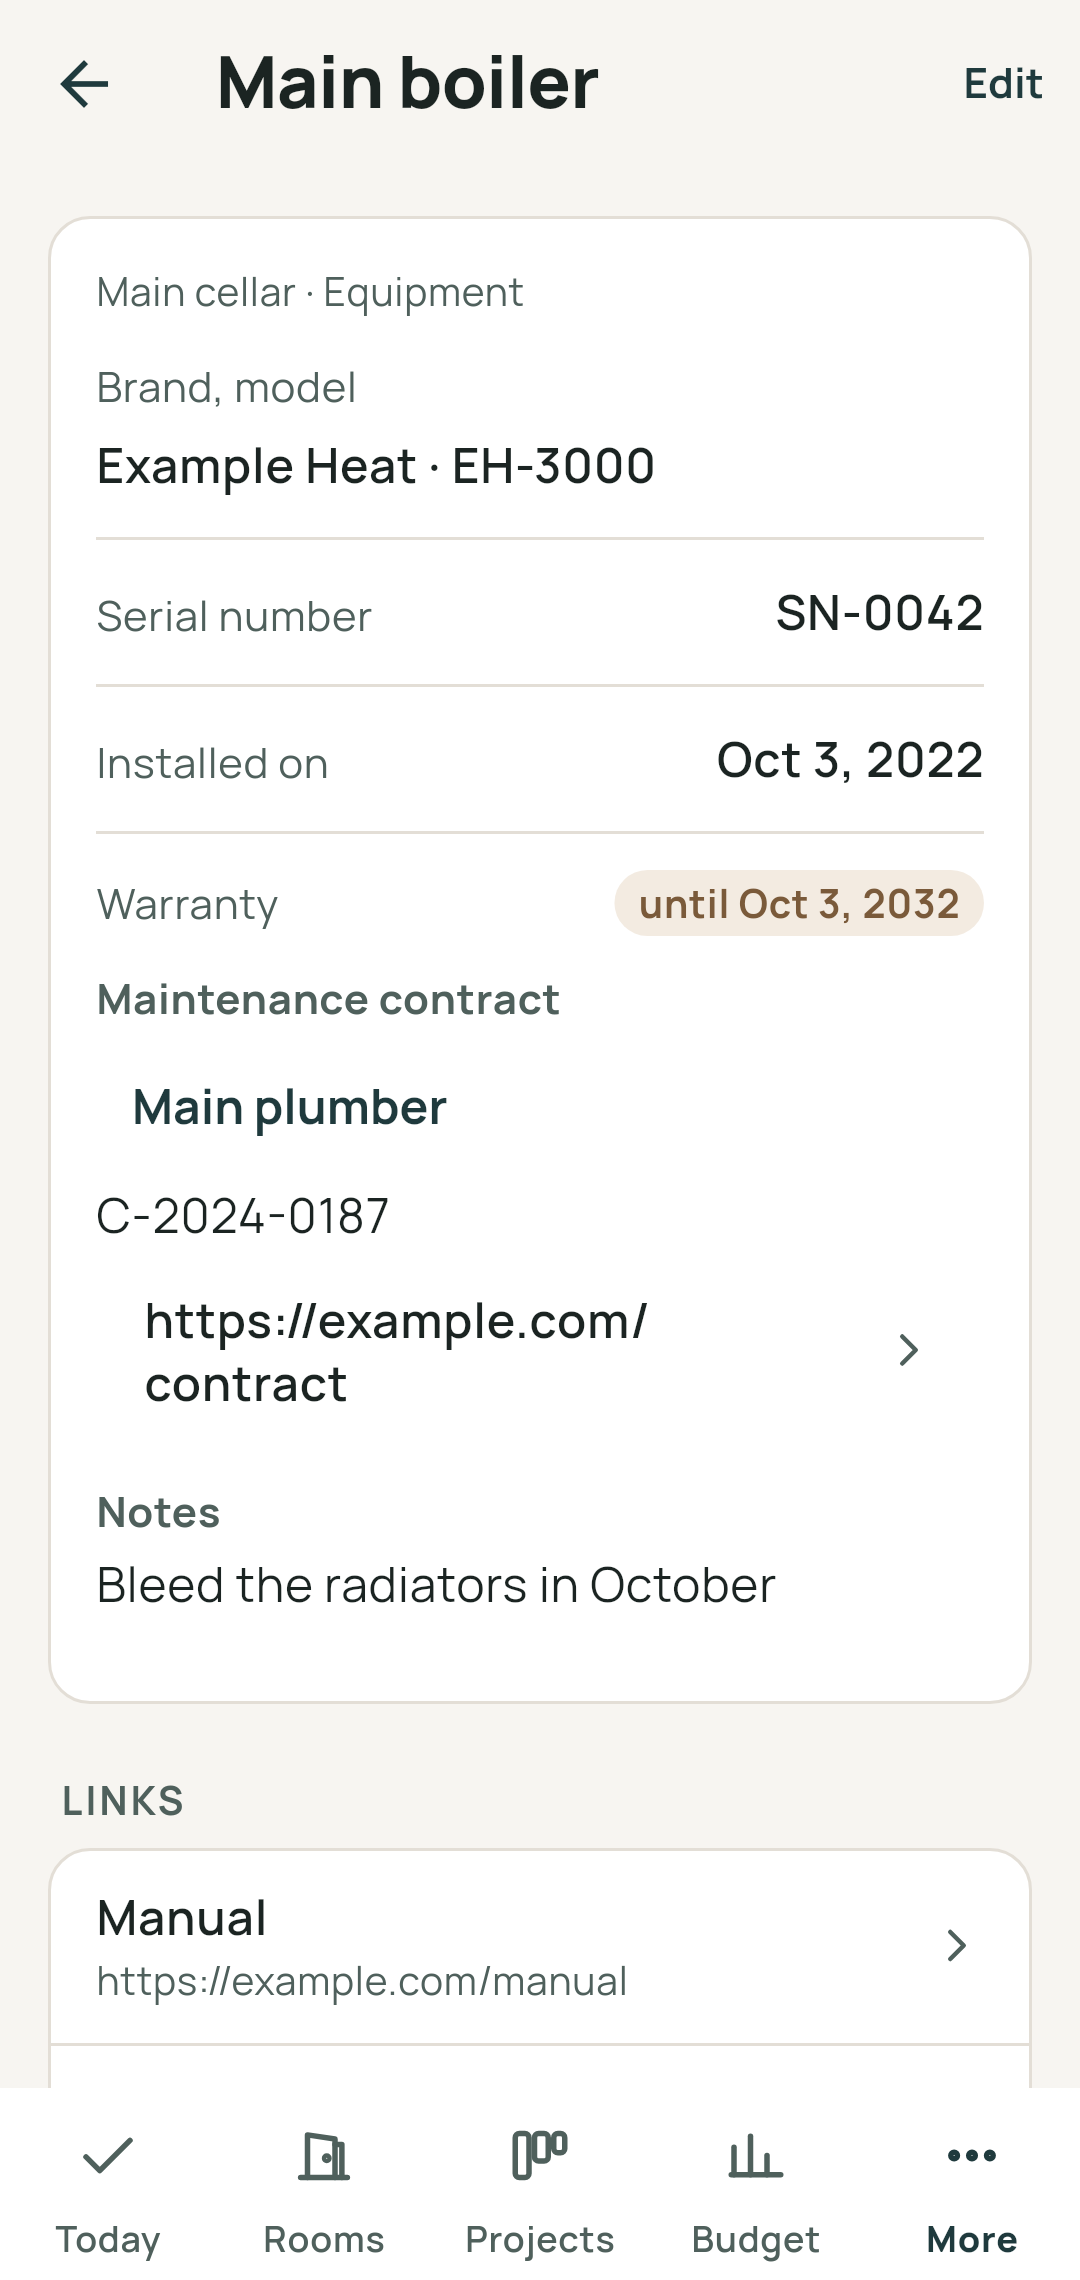 Main boiler
Edit
Main cellar · Equipment
Brand, model
Example Heat · EH-3000
Serial number
SN-0042
Installed on
Oct 3, 2022
Warranty
until Oct 3, 2032
Maintenance contract
Main plumber
C-2024-0187
https://example.com/
contract
Notes
Bleed the radiators in October
LINKS
Manual
https://example.com/manual
Today
Rooms
Projects
Budget
More